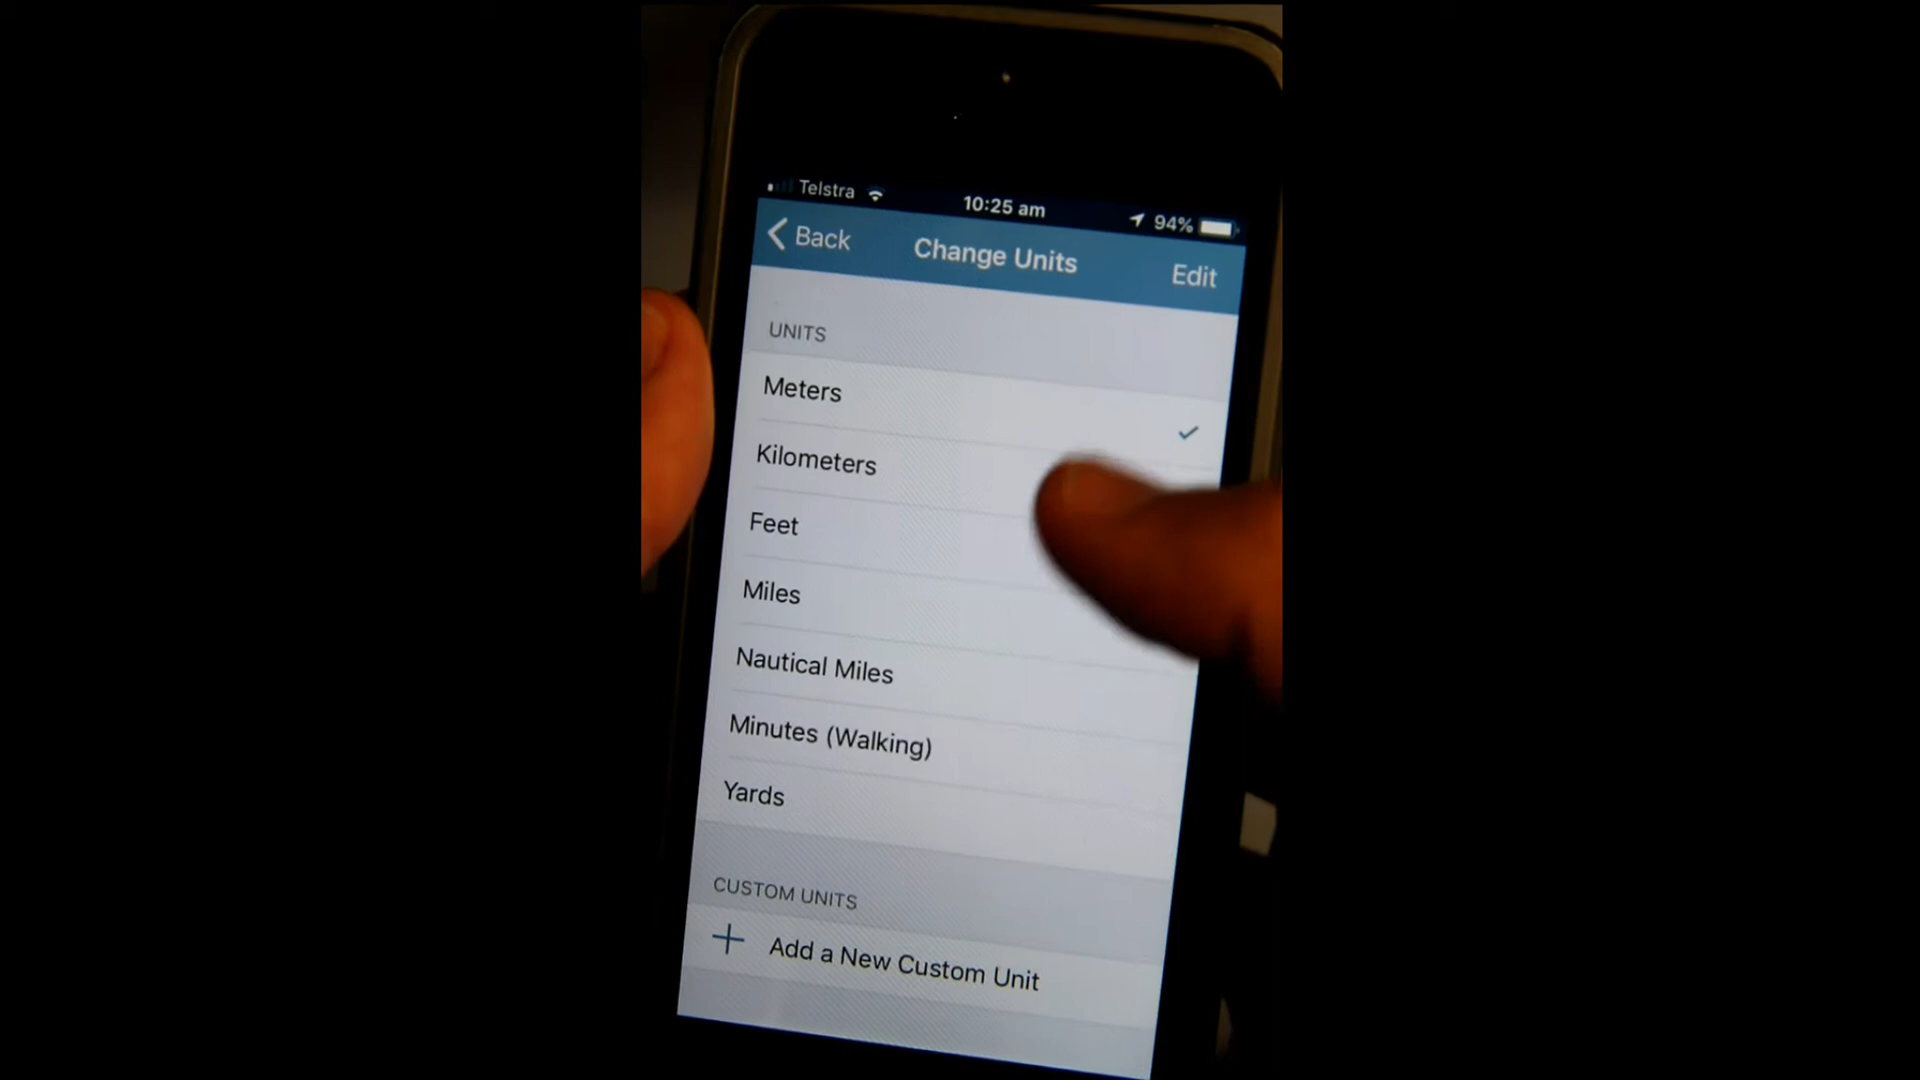 Telstra 10:25 am 94%
Back Change Units Edit
UNITS
Meters
Kilometers
Feet
Miles
Nautical Miles
Minutes (Walking)
Yards
CUSTOM UNITS
Add a New Custom Unit